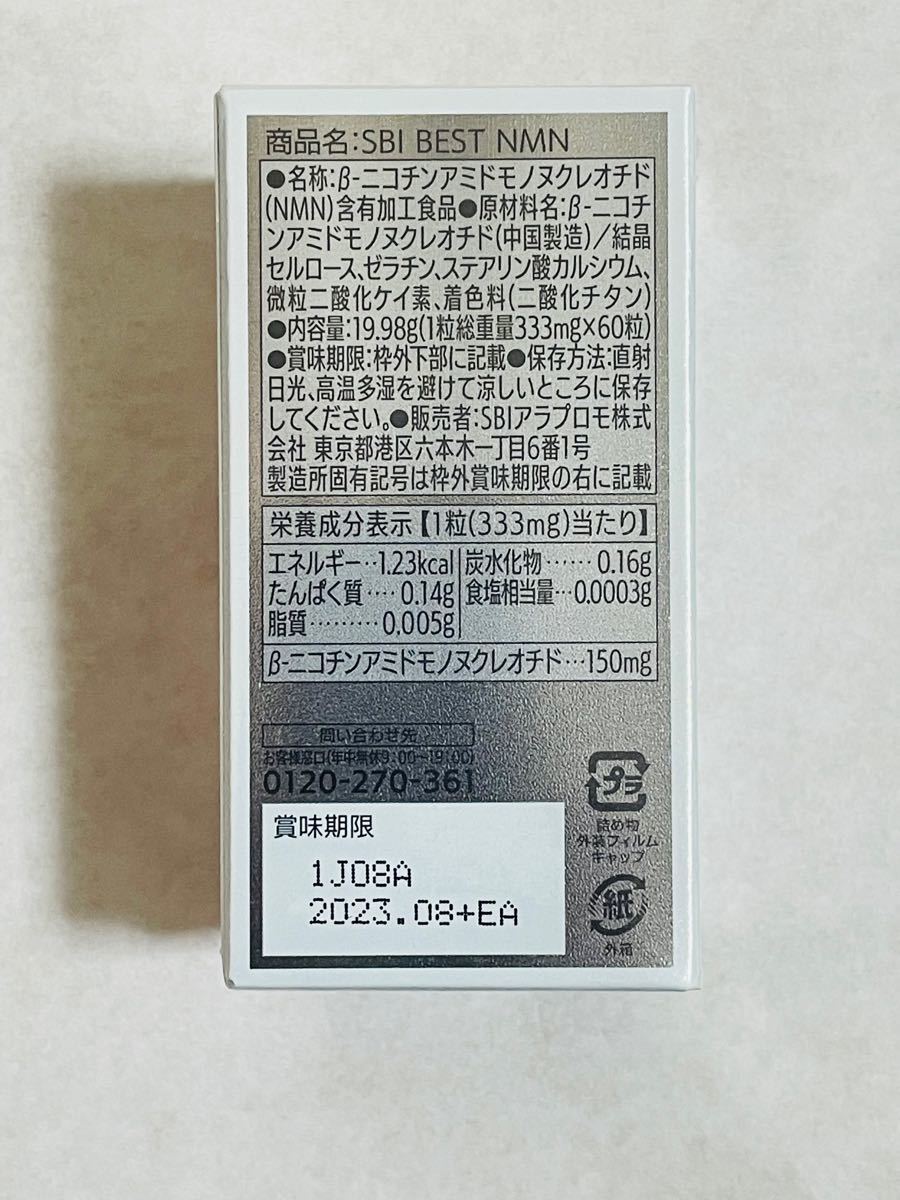 商品名:SBI BEST NMN
●名称:β-ニコチンアミドモノヌクレオチド
(NMN)含有加工食品●原材料名:β-ニコチ
ンアミドモノヌクレオチド(中国製造)/結晶
セルロース、ゼラチン、ステアリン酸カルシウム、
微粒二酸化ケイ素、着色料(二酸化チタン)
●内容量:19.98g(1粒総重量333mg×60粒)
●賞味期限:枠外下部に記載●保存方法:直射
日光、高温多湿を避けて涼しいところに保存
してください。●販売者:SBIアラプロモ株式
会社 東京都港区六本木一丁目6番1号
製造所固有記号は枠外賞味期限の右に記載
栄養成分表示【1粒(333mg)当たり】
エネルギー…1.23kcal
たんぱく質‥‥0.14g
脂質………0.005g
炭水化物……0.16g
食塩相当量…0.0003g
β-ニコチンアミドモノヌクレオチド…150mg
問い合わせ先
お客様窓口(年中無休9:00〜19:00)
0120-270-361
プラ
詰め物
外装フィルム
キャップ
紙
外箱
賞味期限
1J08A
2023.08+EA